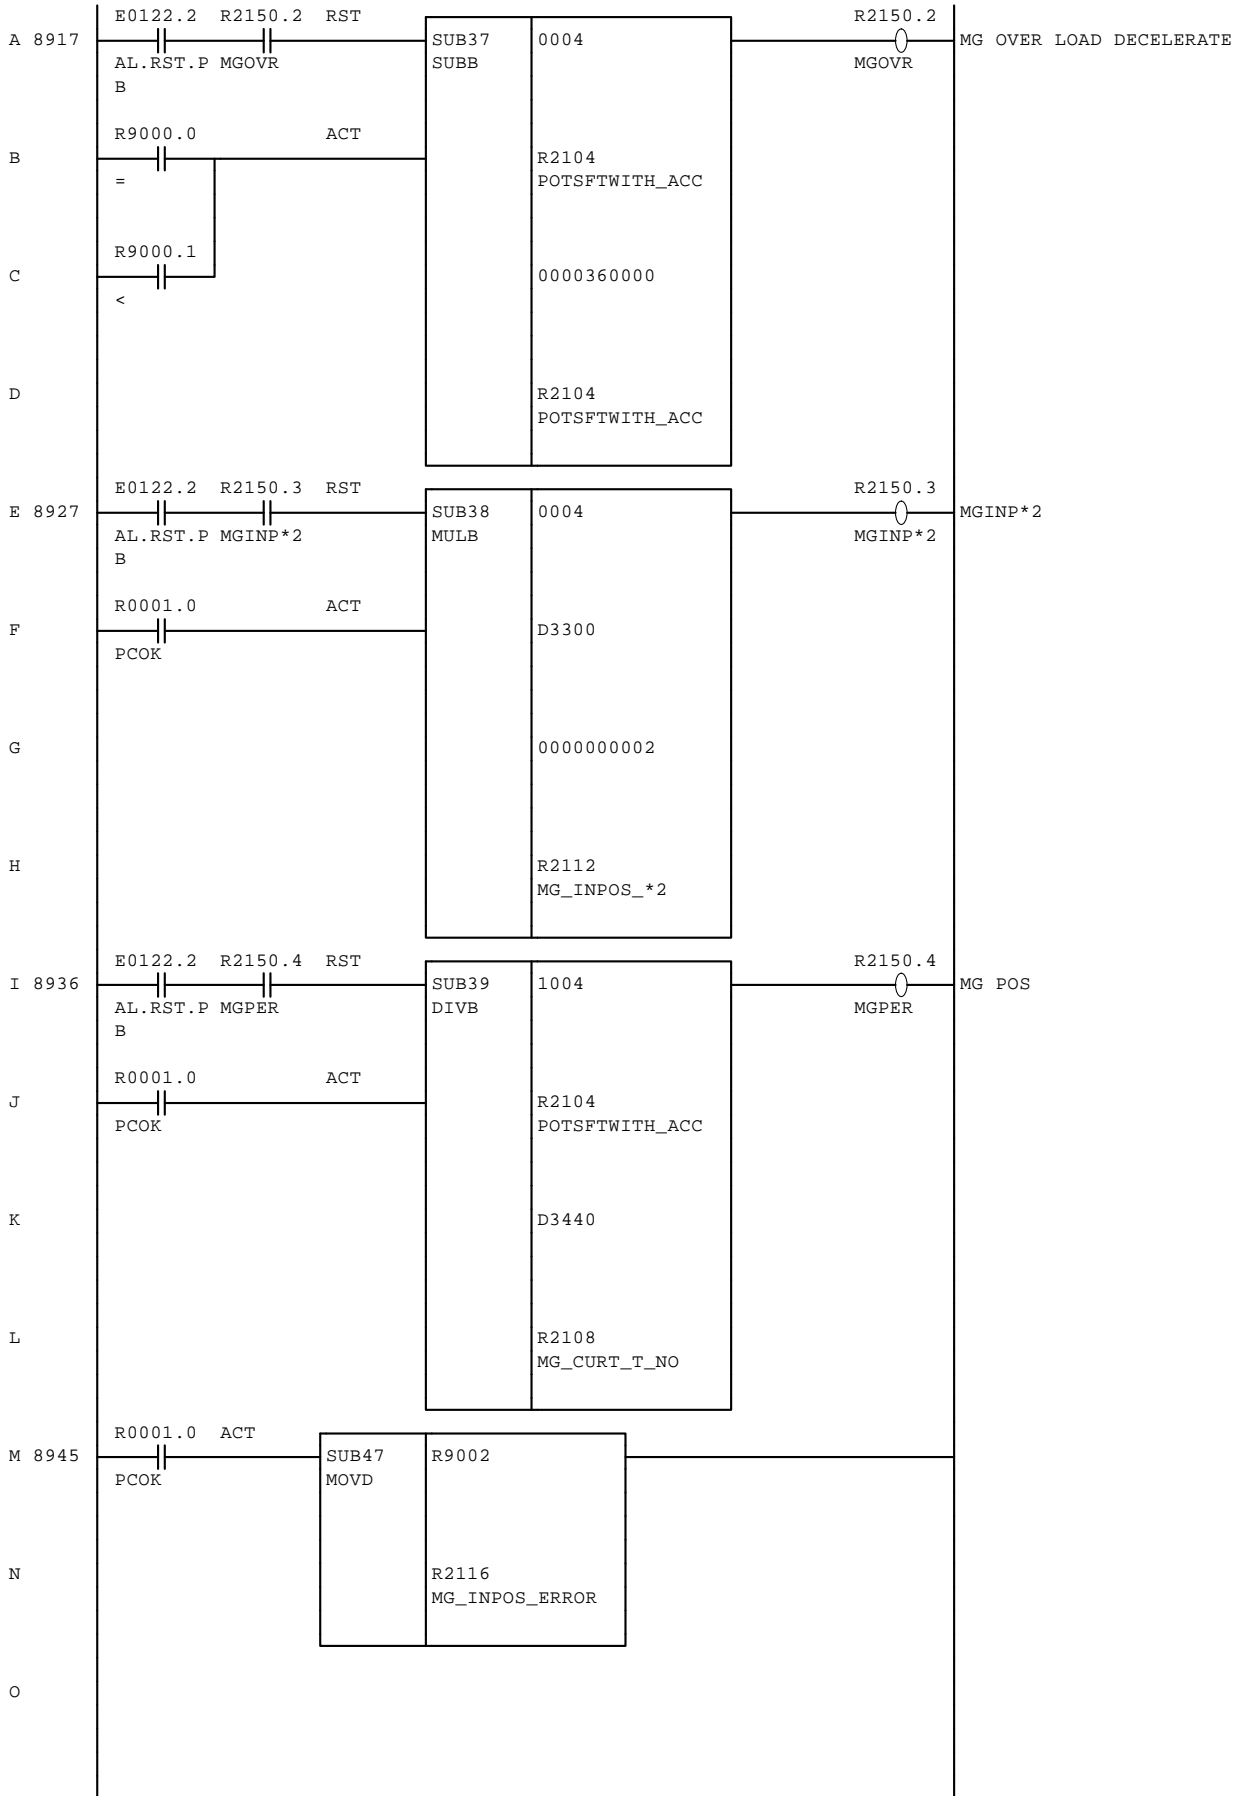 E0122.2 R2150.2 RST R2150.2
A 8917 SUB37 0004 MG OVER LOAD DECELERATE
AL.RST.P MGOVR SUBB MGOVR
B
R9000.0 ACT
B R2104
= POTSFTWITH_ACC
R9000.1
C 0000360000
<
D R2104
POTSFTWITH_ACC
E0122.2 R2150.3 RST R2150.3
E 8927 SUB38 0004 MGINP*2
AL.RST.P MGINP*2 MULB MGINP*2
B
R0001.0 ACT
F D3300
PCOK
G 0000000002
H R2112
MG_INPOS_*2
E0122.2 R2150.4 RST R2150.4
I 8936 SUB39 1004 MG POS
AL.RST.P MGPER DIVB MGPER
B
R0001.0 ACT
J R2104
PCOK POTSFTWITH_ACC
K D3440
L R2108
MG_CURT_T_NO
R0001.0 ACT
M 8945 SUB47 R9002
PCOK MOVD
N R2116
MG_INPOS_ERROR
O